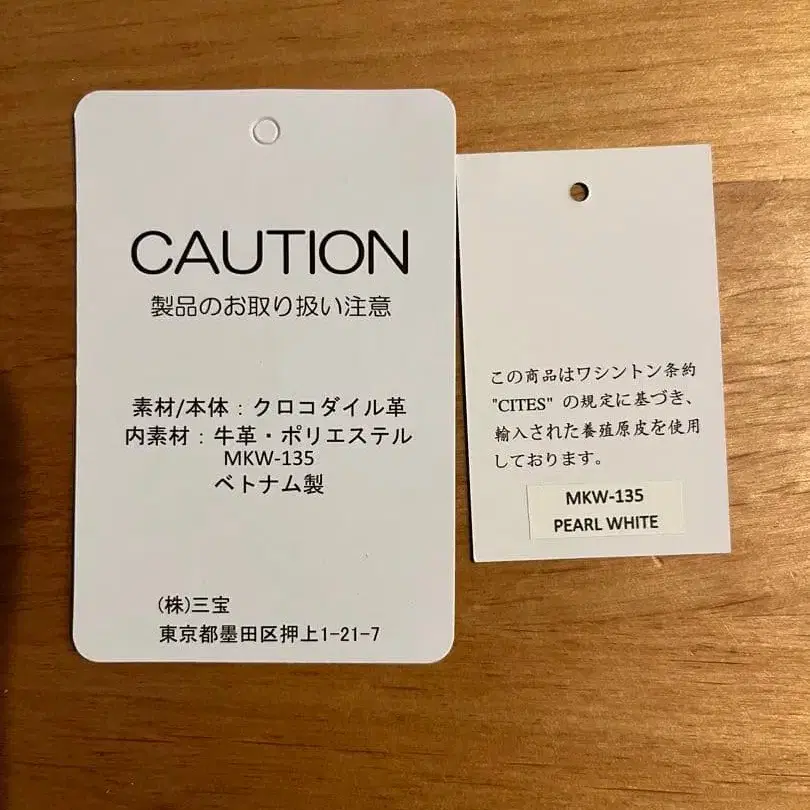 CAUTION
製品のお取り扱い注意
素材/本体：クロコダイル革
内素材：牛革・ポリエステル
MKW-135
ベトナム製
(株)三宝
東京都墨田区押上1-21-7
この商品はワシントン条約
"CITES" の規定に基づき、
輸入された養殖原皮を使用
しております。
MKW-135
PEARL WHITE